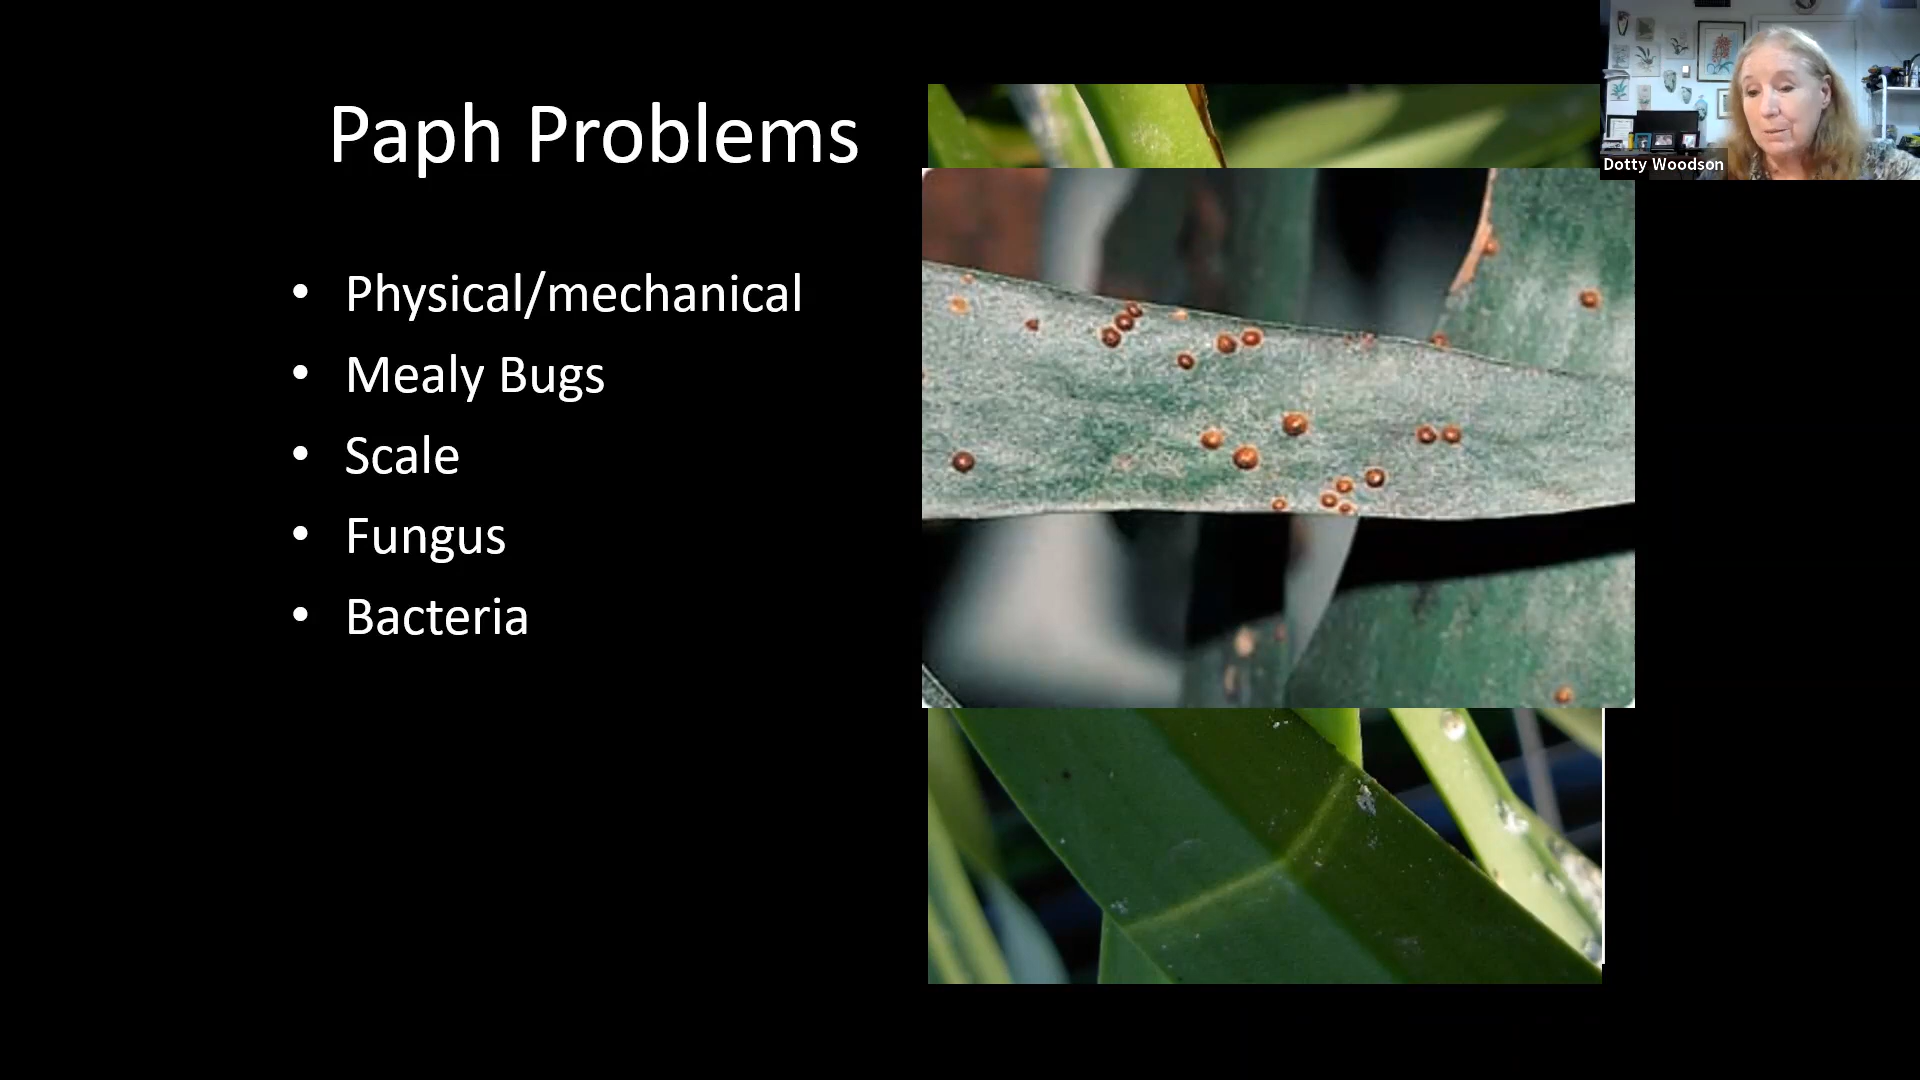 Paph Problems
Dotty Woodson
• Physical/mechanical
• Mealy Bugs
• Scale
• Fungus
• Bacteria